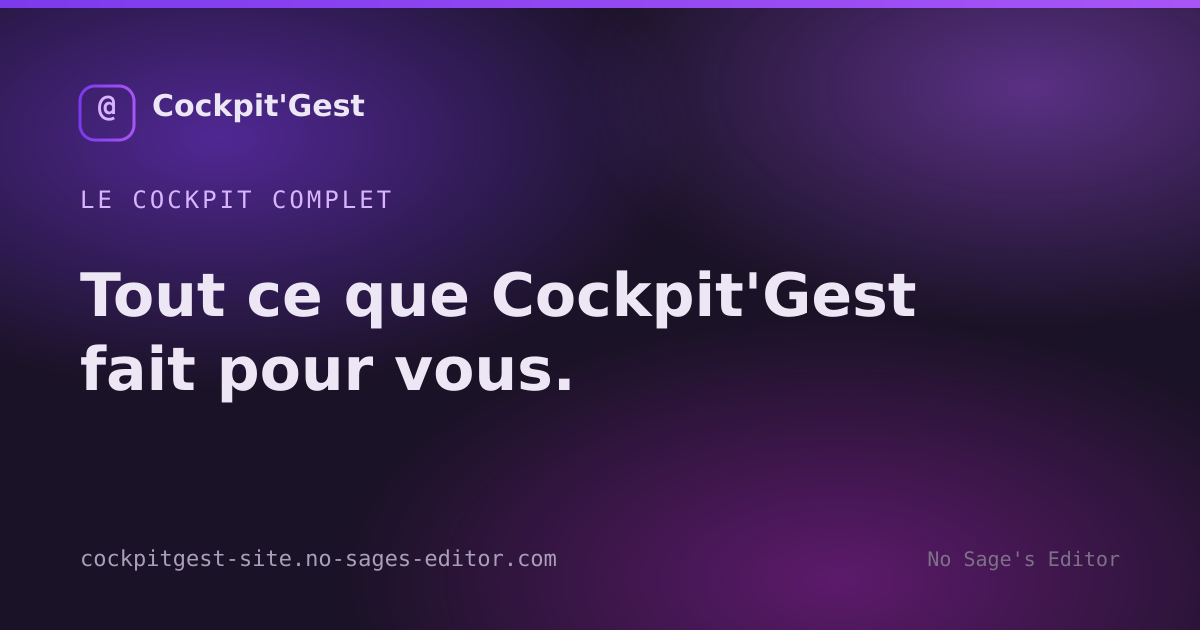 @ Cockpit'Gest
LE COCKPIT COMPLET
Tout ce que Cockpit'Gest
fait pour vous.
cockpitgest-site.no-sages-editor.com
No Sage's Editor